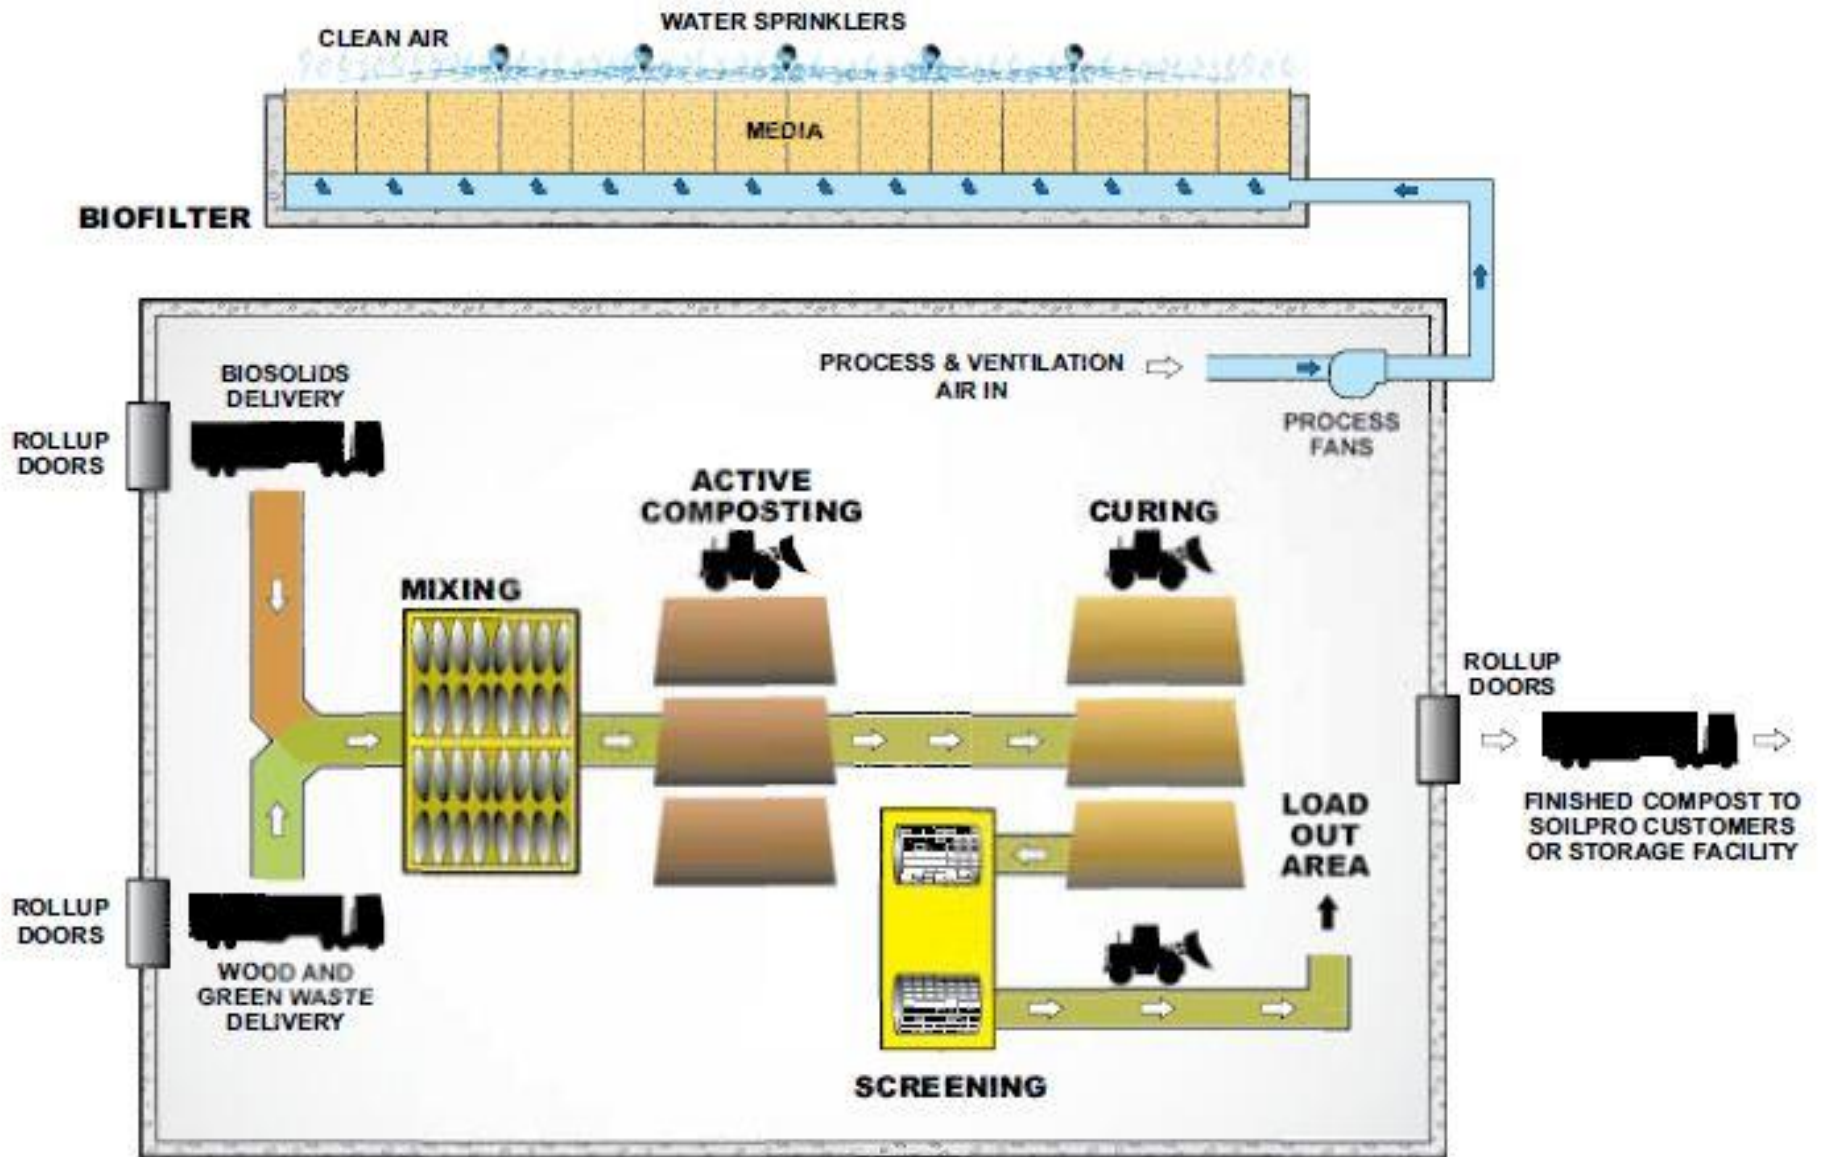 WATER SPRINKLERS
CLEAN AIR
MEDIA
BIOFILTER
PROCESS & VENTILATION
AIR IN
PROCESS
FANS
BIOSOLIDS
DELIVERY
ROLLUP
DOORS
ACTIVE
COMPOSTING
CURING
MIXING
ROLLUP
DOORS
LOAD
OUT
AREA
FINISHED COMPOST TO
SOILPRO CUSTOMERS
OR STORAGE FACILITY
ROLLUP
DOORS
WOOD AND
GREEN WASTE
DELIVERY
SCREENING